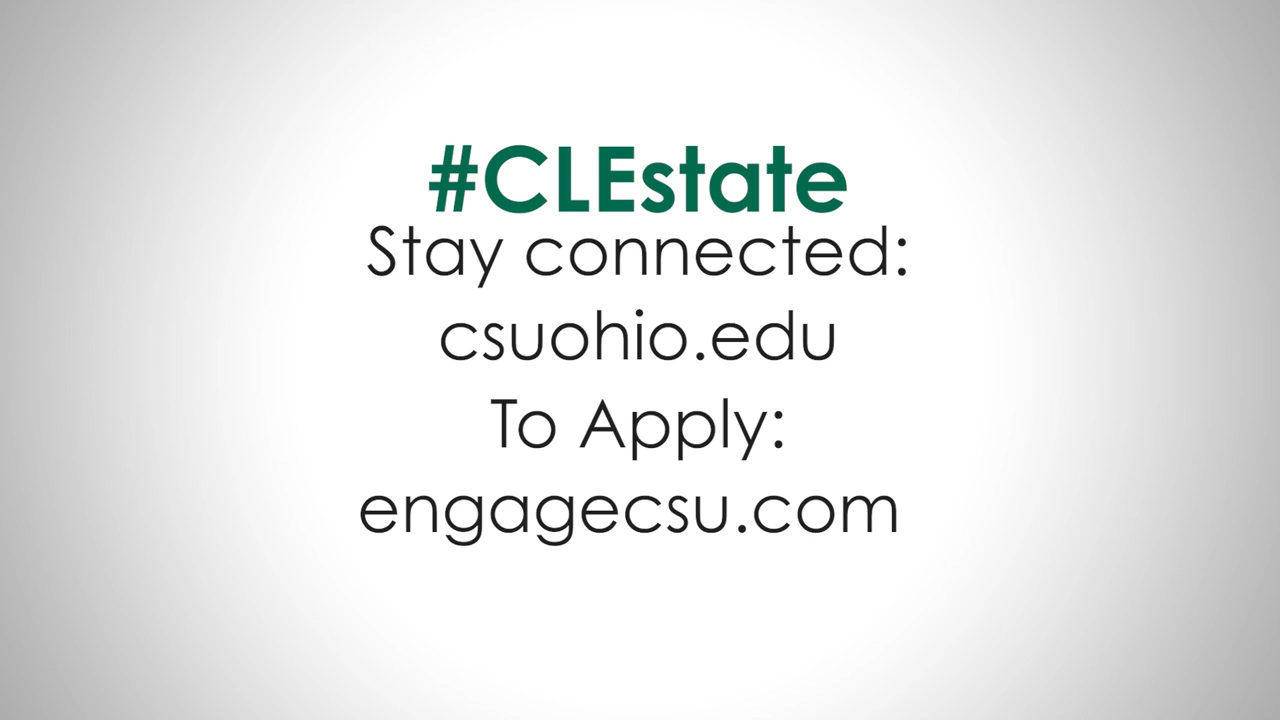 #CLEstate
Stay connected:
csuohio.edu
To Apply:
engagecsu.com